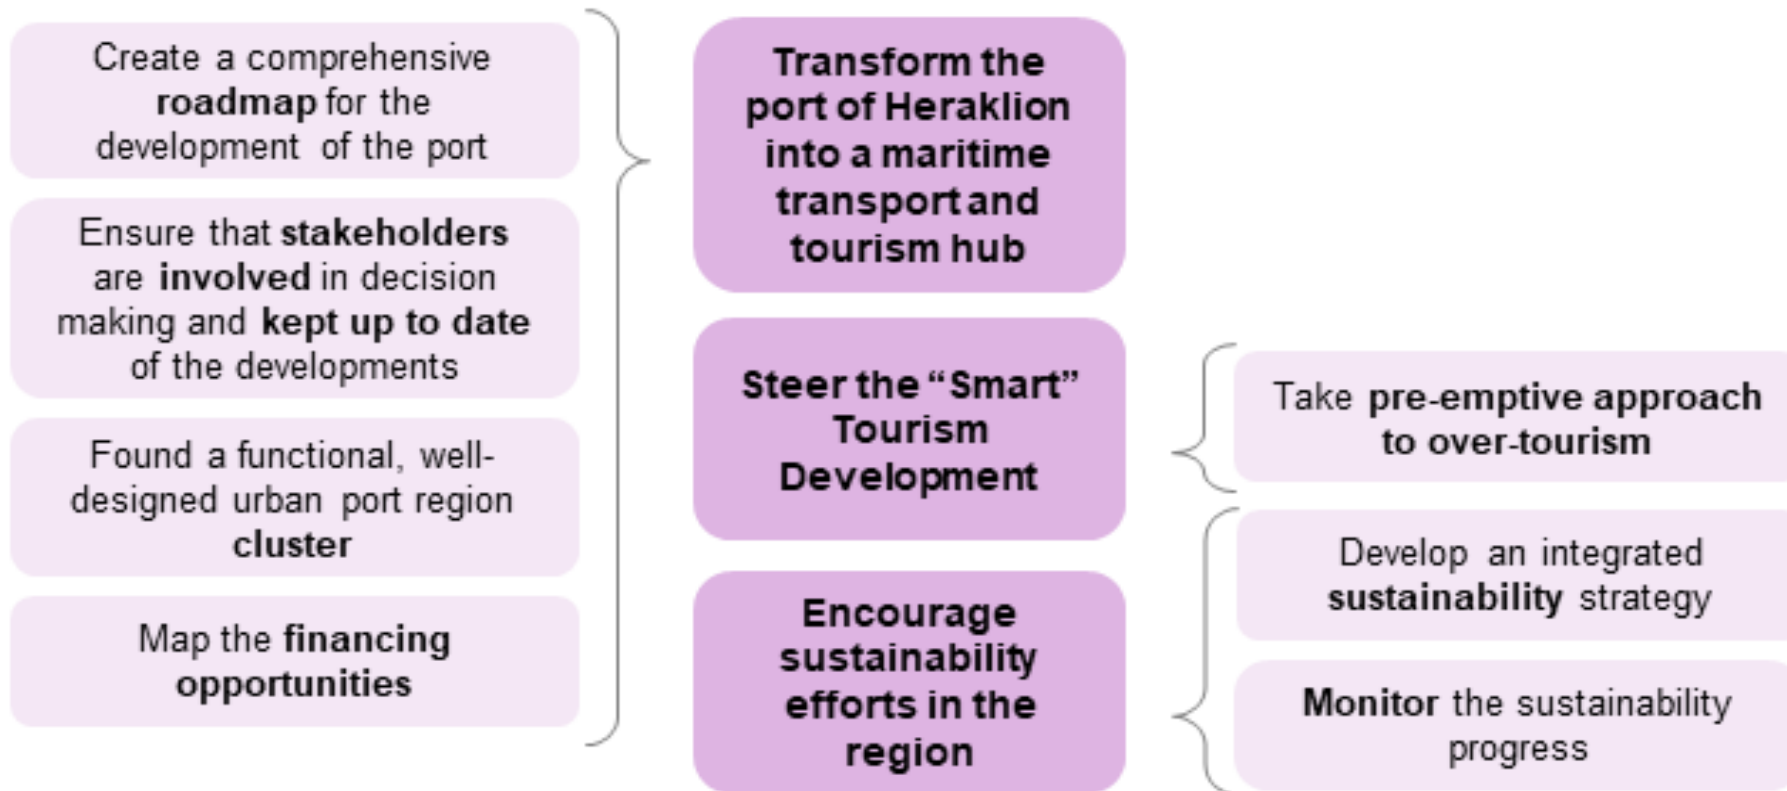 Create a comprehensive
roadmap for the
development of the port
Ensure that stakeholders
are involved in decision
making and kept up to date
of the developments
Found a functional, well-
designed urban port region
cluster
Map the financing
opportunities
Transform the
port of Heraklion
into a maritime
transport and
tourism hub
Steer the “Smart”
Tourism
Development
Encourage
sustainability
efforts in the
region
Take pre-emptive approach
to over-tourism
Develop an integrated
sustainability strategy
Monitor the sustainability
progress